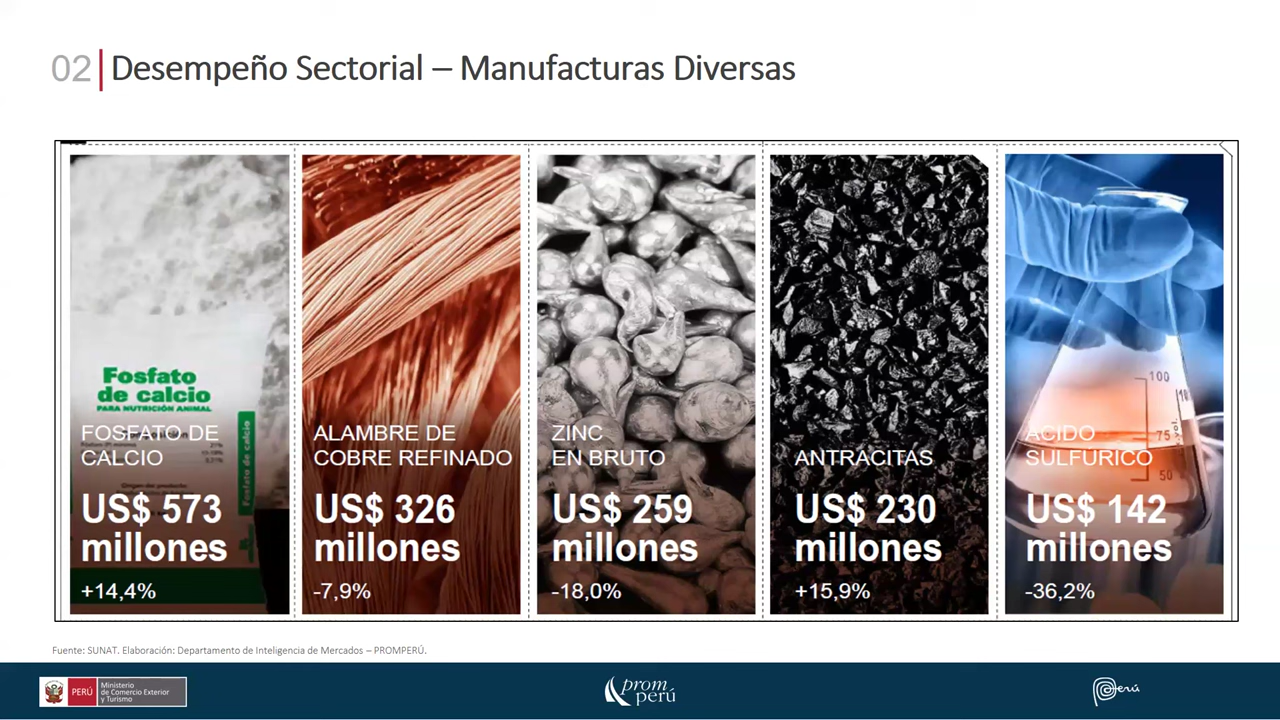 02 Desempeño Sectorial – Manufacturas Diversas
Fosfato
de calcio
PARA NUTRICIÓN ANIMAL
Fosfato de calcio
FOSFATO DE
CALCIO
US$ 573
millones
+14,4%
ALAMBRE DE
COBRE REFINADO
US$ 326
millones
-7,9%
ZINC
EN BRUTO
US$ 259
millones
-18,0%
ANTRACITAS
US$ 230
millones
+15,9%
100
75
50
ÁCIDO
SULFÚRICO
US$ 142
millones
-36,2%
Fuente: SUNAT. Elaboración: Departamento de Inteligencia de Mercados – PROMPERÚ.
PERÚ
Ministerio
de Comercio Exterior
y Turismo
prom
perú
Perú